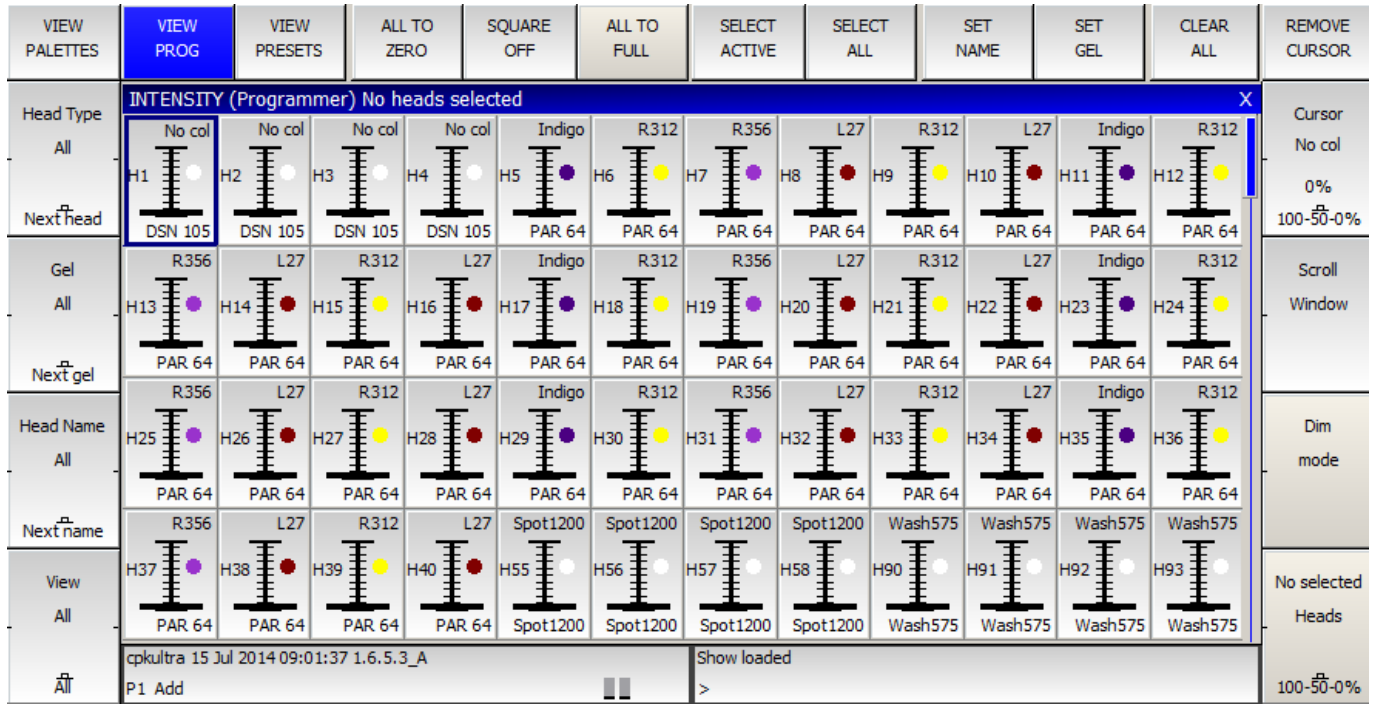 VIEW PALETTES
VIEW PROG
VIEW PRESETS
ALL TO ZERO
SQUARE OFF
ALL TO FULL
SELECT ACTIVE
SELECT ALL
SET NAME
SET GEL
CLEAR ALL
REMOVE CURSOR
Head Type
All
Next head
Gel
All
Next gel
Head Name
All
Next name
View
All
All
INTENSITY (Programmer) No heads selected X
No col No col No col No col Indigo R312 R356 L27 R312 L27 Indigo R312
H1 H2 H3 H4 H5 H6 H7 H8 H9 H10 H11 H12
DSN 105 DSN 105 DSN 105 DSN 105 PAR 64 PAR 64 PAR 64 PAR 64 PAR 64 PAR 64 PAR 64 PAR 64
R356 L27 R312 L27 Indigo R312 R356 L27 R312 L27 Indigo R312
H13 H14 H15 H16 H17 H18 H19 H20 H21 H22 H23 H24
PAR 64 PAR 64 PAR 64 PAR 64 PAR 64 PAR 64 PAR 64 PAR 64 PAR 64 PAR 64 PAR 64 PAR 64
R356 L27 R312 L27 Indigo R312 R356 L27 R312 L27 Indigo R312
H25 H26 H27 H28 H29 H30 H31 H32 H33 H34 H35 H36
PAR 64 PAR 64 PAR 64 PAR 64 PAR 64 PAR 64 PAR 64 PAR 64 PAR 64 PAR 64 PAR 64 PAR 64
R356 L27 R312 L27 Spot1200 Spot1200 Spot1200 Spot1200 Wash575 Wash575 Wash575 Wash575
H37 H38 H39 H40 H55 H56 H57 H58 H90 H91 H92 H93
PAR 64 PAR 64 PAR 64 PAR 64 Spot1200 Spot1200 Spot1200 Spot1200 Wash575 Wash575 Wash575 Wash575
cpkultra 15 Jul 2014 09:01:37 1.6.5.3_A
P1 Add
Show loaded
>
Cursor
No col
0%
100-50-0%
Scroll
Window
Dim
mode
No selected
Heads
100-50-0%